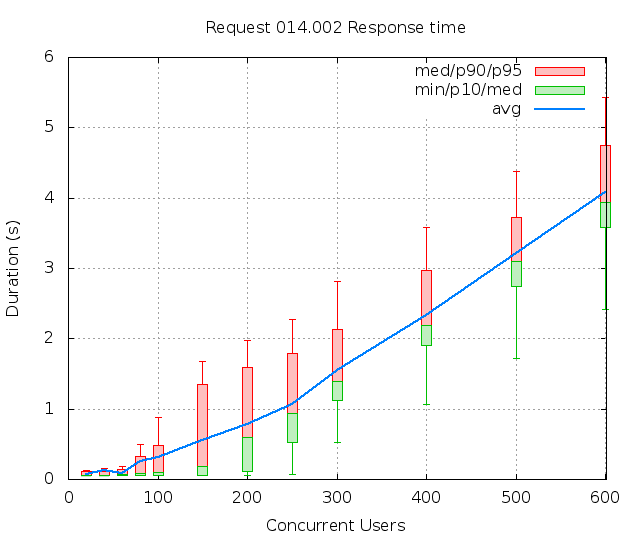 Request 014.002 Response time
6
med/p90/p95
min/p10/med
avg
5
4
3
2
1
0
Duration (s)
0 100 200 300 400 500 600
Concurrent Users